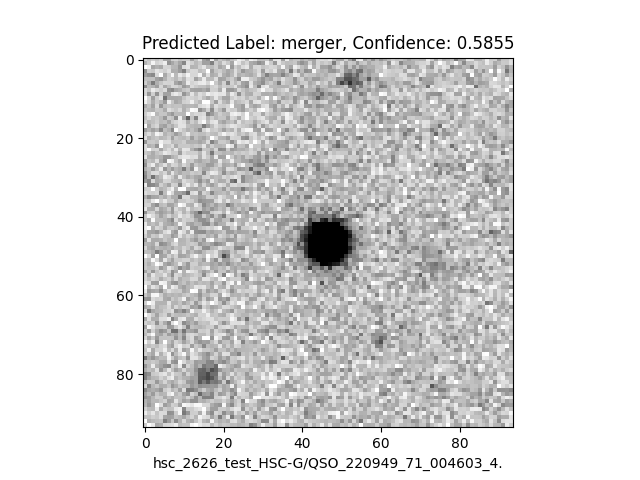 Predicted Label: merger, Confidence: 0.5855
0
20
40
60
80
0 20 40 60 80
hsc_2626_test_HSC-G/QSO_220949_71_004603_4.